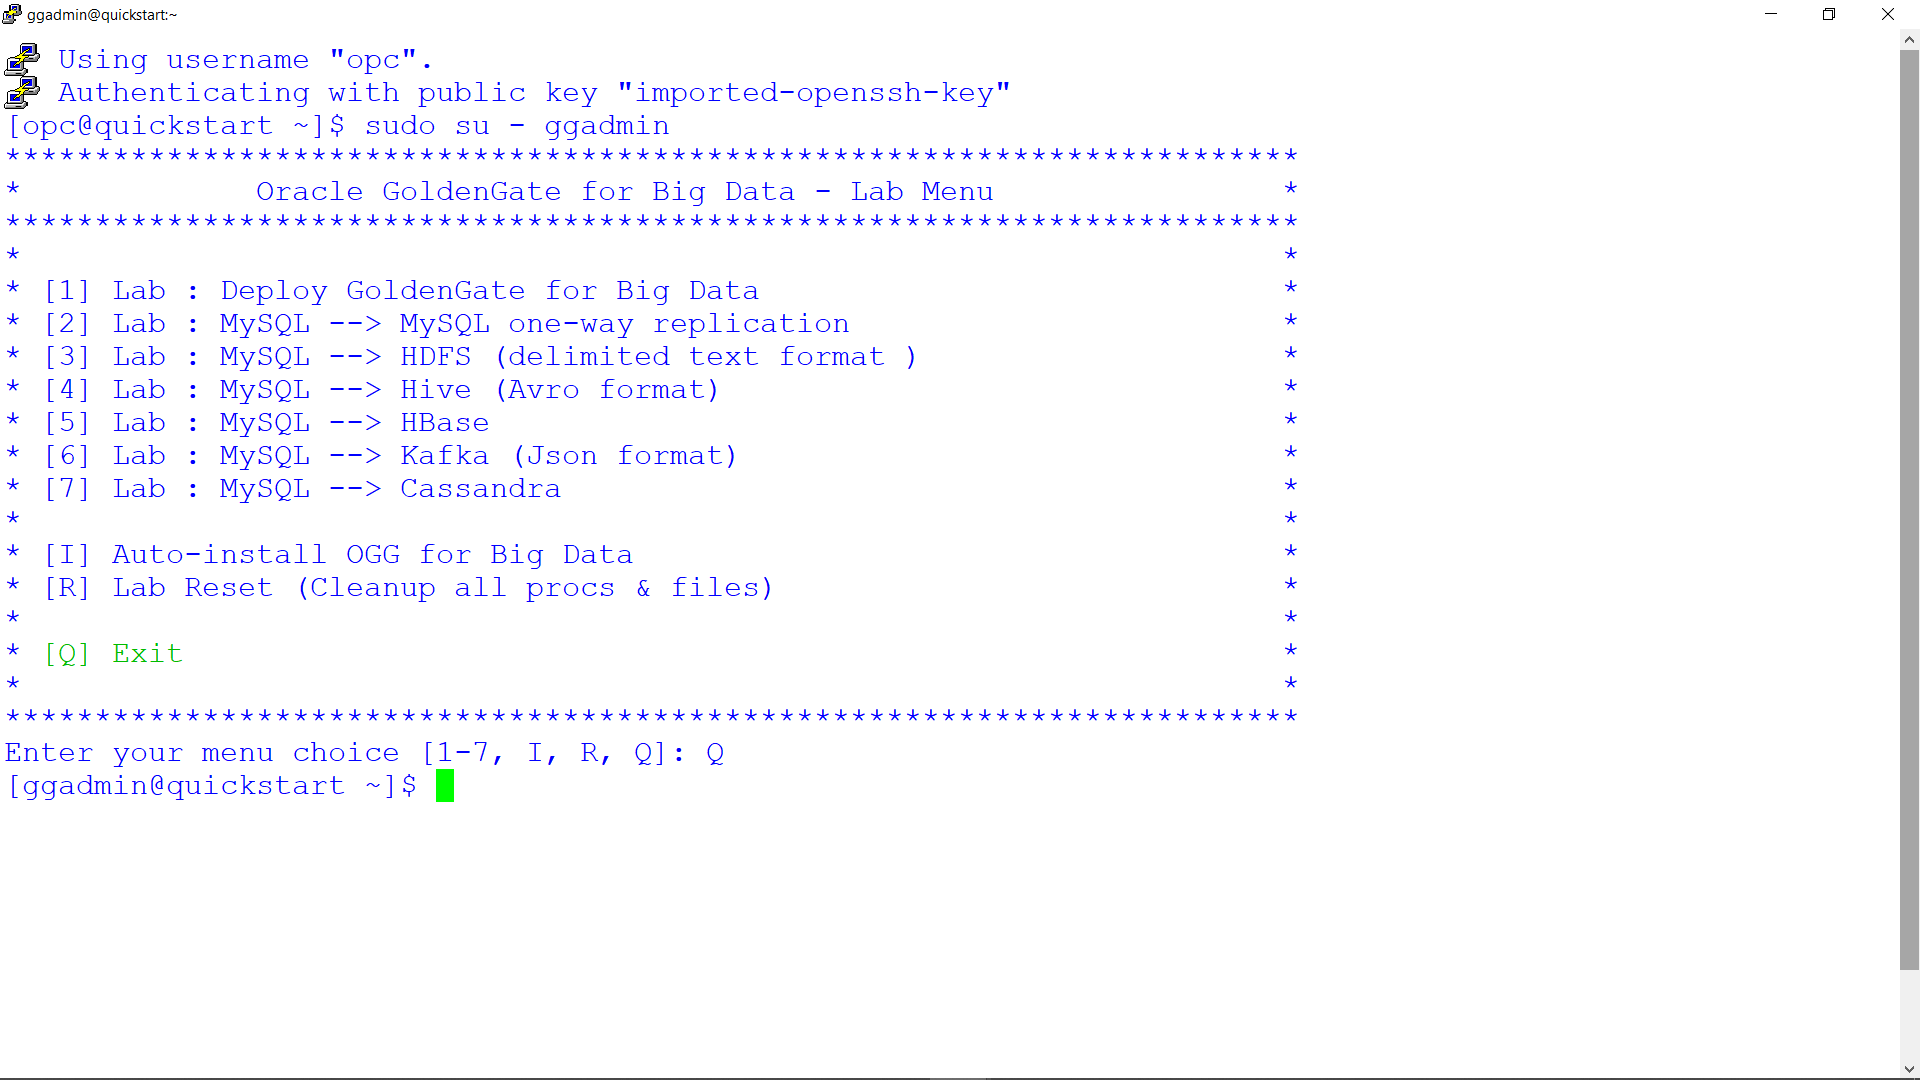 ggadmin@quickstart:~
Using username "opc".
Authenticating with public key "imported-openssh-key"
[opc@quickstart ~]$ sudo su - ggadmin
************************************************************************
*             Oracle GoldenGate for Big Data - Lab Menu                *
************************************************************************
*                                                                      *
* [1] Lab : Deploy GoldenGate for Big Data                             *
* [2] Lab : MySQL --> MySQL one-way replication                        *
* [3] Lab : MySQL --> HDFS (delimited text format )                    *
* [4] Lab : MySQL --> Hive (Avro format)                               *
* [5] Lab : MySQL --> HBase                                            *
* [6] Lab : MySQL --> Kafka (Json format)                              *
* [7] Lab : MySQL --> Cassandra                                        *
*                                                                      *
* [I] Auto-install OGG for Big Data                                    *
* [R] Lab Reset (Cleanup all procs & files)                            *
*                                                                      *
* [Q] Exit                                                             *
*                                                                      *
************************************************************************
Enter your menu choice [1-7, I, R, Q]: Q
[ggadmin@quickstart ~]$